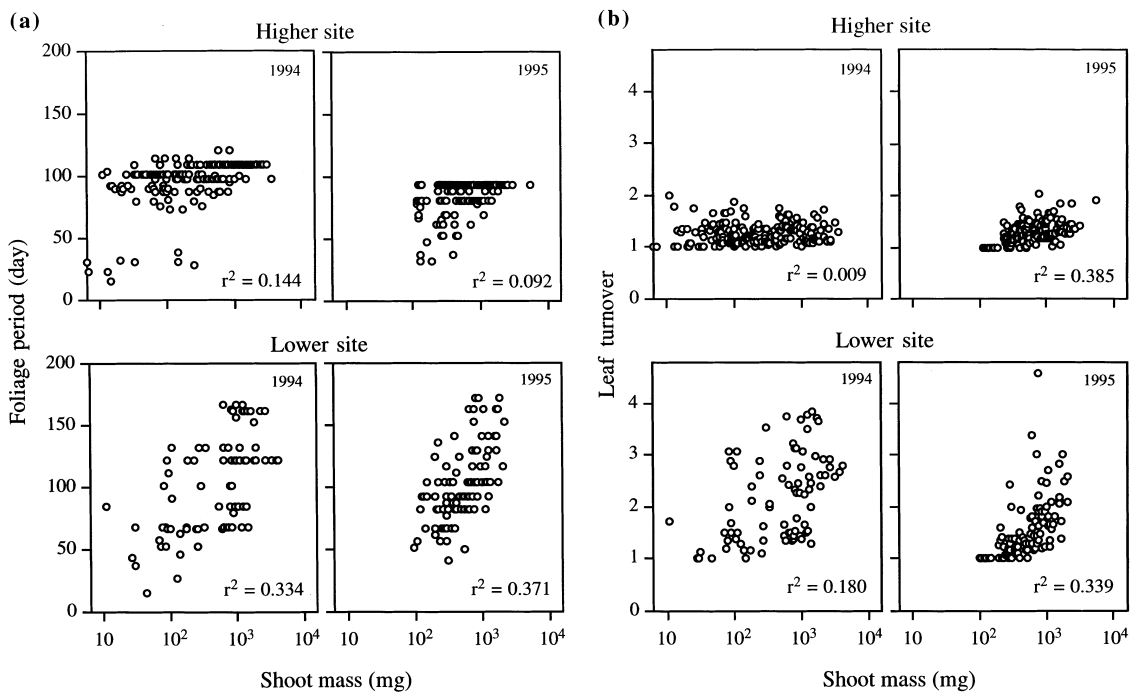 (a)
Higher site
Foliage period (day)
200
150
100
50
0
1994
r² = 0.144
1995
r² = 0.092
Lower site
200
150
100
50
0
1994
r² = 0.334
1995
r² = 0.371
10 10² 10³ 10⁴ 10 10² 10³ 10⁴
Shoot mass (mg)
(b)
Higher site
Leaf turnover
4
3
2
1
0
1994
r² = 0.009
1995
r² = 0.385
Lower site
4
3
2
1
0
1994
r² = 0.180
1995
r² = 0.339
10 10² 10³ 10⁴ 10 10² 10³ 10⁴
Shoot mass (mg)